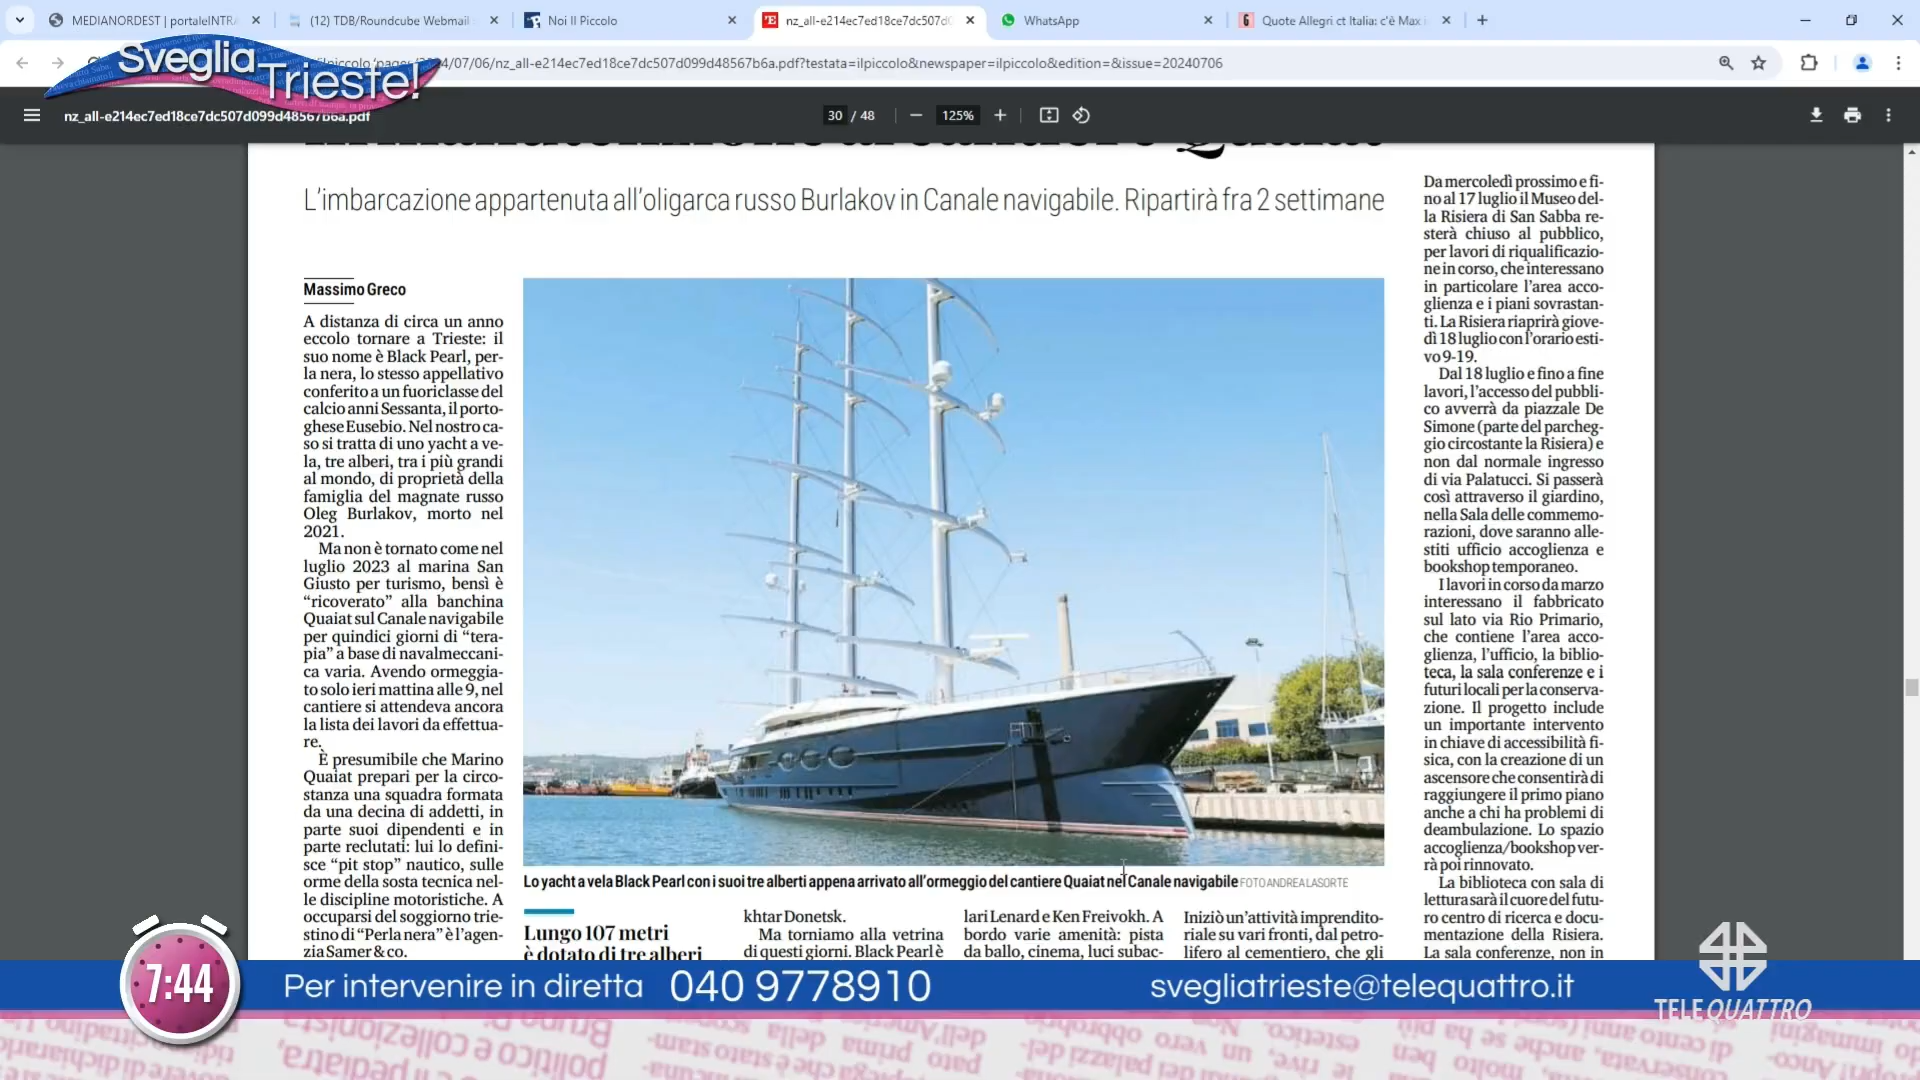 MEDIANORDEST | portaleINTRA
(12) TDB/Roundcube Webmail
Noi Il Piccolo
nz_all-e214ec7ed18ce7dc507d0
WhatsApp
Quote Allegri ct Italia: c'è Max
/07/06/nz_all-e214ec7ed18ce7dc507d099d48567b6a.pdf?testata=ilpiccolo&newspaper=ilpiccolo&edition=&issue=20240706
Sveglia
Trieste!
nz_all-e214ec7ed18ce7dc507d099d48567b6a.pdf
30 / 48
125%
L'imbarcazione appartenuta all'oligarca russo Burlakov in Canale navigabile. Ripartirà fra 2 settimane
Massimo Greco
A distanza di circa un anno
eccolo tornare a Trieste: il
suo nome è Black Pearl, per-
la nera, lo stesso appellativo
conferito a un fuoriclasse del
calcio anni Sessanta, il porto-
ghese Eusebio. Nel nostro ca-
so si tratta di uno yacht a ve-
la, tre alberi, tra i più grandi
al mondo, di proprietà della
famiglia del magnate russo
Oleg Burlakov, morto nel
2021.
Ma non è tornato come nel
luglio 2023 al marina San
Giusto per turismo, bensì è
“ricoverato” alla banchina
Quaiat sul Canale navigabile
per quindici giorni di “tera-
pia” a base di navalmeccani-
ca varia. Avendo ormeggia-
to solo ieri mattina alle 9, nel
cantiere si attendeva ancora
la lista dei lavori da effettua-
re.
È presumibile che Marino
Quaiat prepari per la circo-
stanza una squadra formata
da una decina di addetti, in
parte suoi dipendenti e in
parte reclutati: lui lo defini-
sce “pit stop” nautico, sulle
orme della sosta tecnica nel-
le discipline motoristiche. A
occuparsi del soggiorno trie-
stino di “Perla nera” è l'agen-
zia Samer & co.
Lo yacht a vela Black Pearl con i suoi tre alberti appena arrivato all'ormeggio del cantiere Quaiat nel Canale navigabile FOTO ANDREA LASORTE
Lungo 107 metri
è dotato di tre alberi
khtar Donetsk.
Ma torniamo alla vetrina
di questi giorni. Black Pearl è
lari Lenard e Ken Freivokh. A
bordo varie amenità: pista
da ballo, cinema, luci subac-
Iniziò un'attività imprendito-
riale su vari fronti, dal petro-
lifero al cementiero, che gli
Da mercoledì prossimo e fi-
no al 17 luglio il Museo del-
la Risiera di San Sabba re-
sterà chiuso al pubblico,
per lavori di riqualificazio-
ne in corso, che interessano
in particolare l'area acco-
glienza e i piani sovrastan-
ti. La Risiera riaprirà giove-
dì 18 luglio con l'orario esti-
vo 9-19.
Dal 18 luglio e fino a fine
lavori, l'accesso del pubbli-
co avverrà da piazzale De
Simone (parte del parcheg-
gio circostante la Risiera) e
non dal normale ingresso
di via Palatucci. Si passerà
così attraverso il giardino,
nella Sala delle commemo-
razioni, dove saranno alle-
stiti ufficio accoglienza e
bookshop temporaneo.
I lavori in corso da marzo
interessano il fabbricato
sul lato via Rio Primario,
che contiene l'area acco-
glienza, l'ufficio, la biblio-
teca, la sala conferenze e i
futuri locali per la conserva-
zione. Il progetto include
un importante intervento
in chiave di accessibilità fi-
sica, con la creazione di un
ascensore che consentirà di
raggiungere il primo piano
anche a chi ha problemi di
deambulazione. Lo spazio
accoglienza/bookshop ver-
rà poi rinnovato.
La biblioteca con sala di
lettura sarà il cuore del futu-
ro centro di ricerca e docu-
mentazione della Risiera.
La sala conferenze, non in
7:44
Per intervenire in diretta 040 9778910
svegliatrieste@telequattro.it
TELEQUATTRO